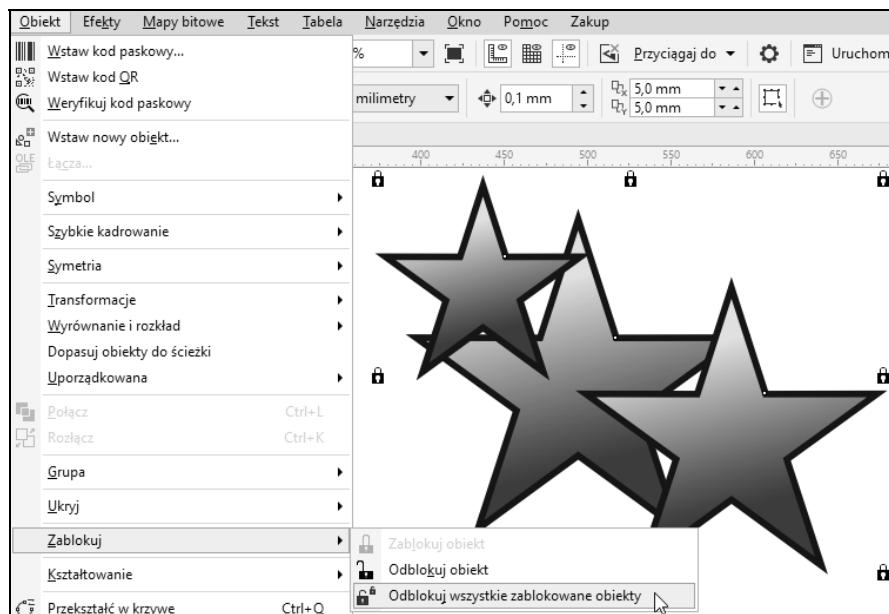 Obiekt Efekty Mapy bitowe Tekst Tabela Narzędzia Okno Pomoc Zakup
% Przyciągaj do Uruchom
milimetry 0,1 mm 5,0 mm
5,0 mm
400 450 500 550 600 650
Wstaw kod paskowy...
Wstaw kod QR
Weryfikuj kod paskowy
Wstaw nowy obiekt...
OLE Łącza...
Symbol
Szybkie kadrowanie
Symetria
Transformacje
Wyrównanie i rozkład
Dopasuj obiekty do ścieżki
Uporządkowana
Połącz Ctrl+L
Rozłącz Ctrl+K
Grupa
Ukryj
Zablokuj
Zablokuj obiekt
Odblokuj obiekt
Odblokuj wszystkie zablokowane obiekty
Kształtowanie
Przekształć w krzywe Ctrl+Q